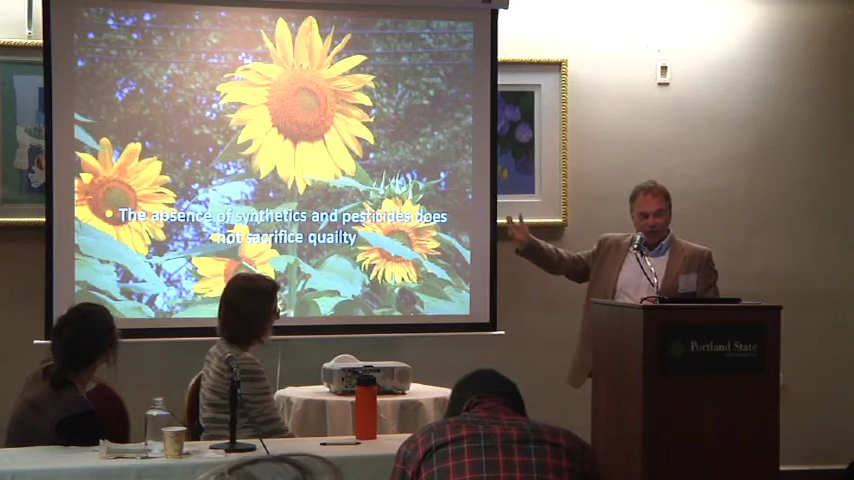 The absence of synthetics and pesticides does
not sacrifice quailty
Portland State